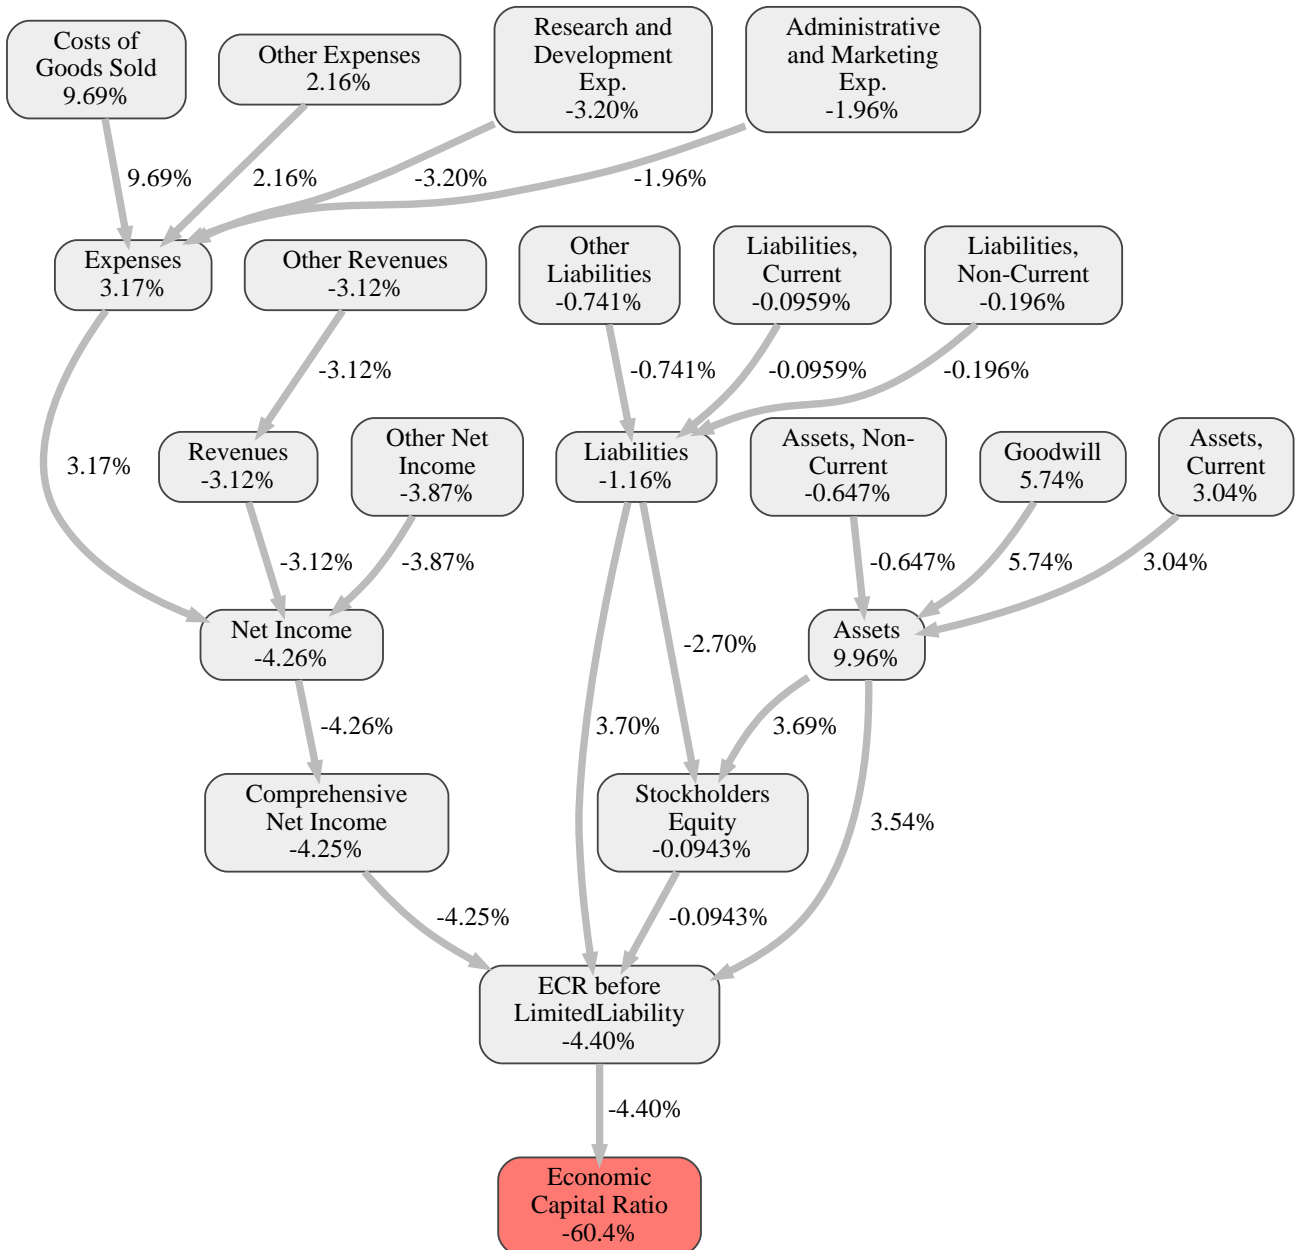 Costs of
Goods Sold
9.69%
Other Expenses
2.16%
Research and
Development
Exp.
-3.20%
Administrative
and Marketing
Exp.
-1.96%
9.69%
2.16%
-3.20%
-1.96%
Expenses
3.17%
Other Revenues
-3.12%
Other
Liabilities
-0.741%
Liabilities,
Current
-0.0959%
Liabilities,
Non-Current
-0.196%
-3.12%
-0.741%
-0.0959%
-0.196%
3.17%
Revenues
-3.12%
Other Net
Income
-3.87%
Liabilities
-1.16%
Assets, Non-
Current
-0.647%
Goodwill
5.74%
Assets,
Current
3.04%
-3.12%
-3.87%
-0.647%
5.74%
3.04%
Net Income
-4.26%
-2.70%
Assets
9.96%
-4.26%
3.70%
3.69%
Comprehensive
Net Income
-4.25%
Stockholders
Equity
-0.0943%
3.54%
-4.25%
-0.0943%
ECR before
LimitedLiability
-4.40%
-4.40%
Economic
Capital Ratio
-60.4%